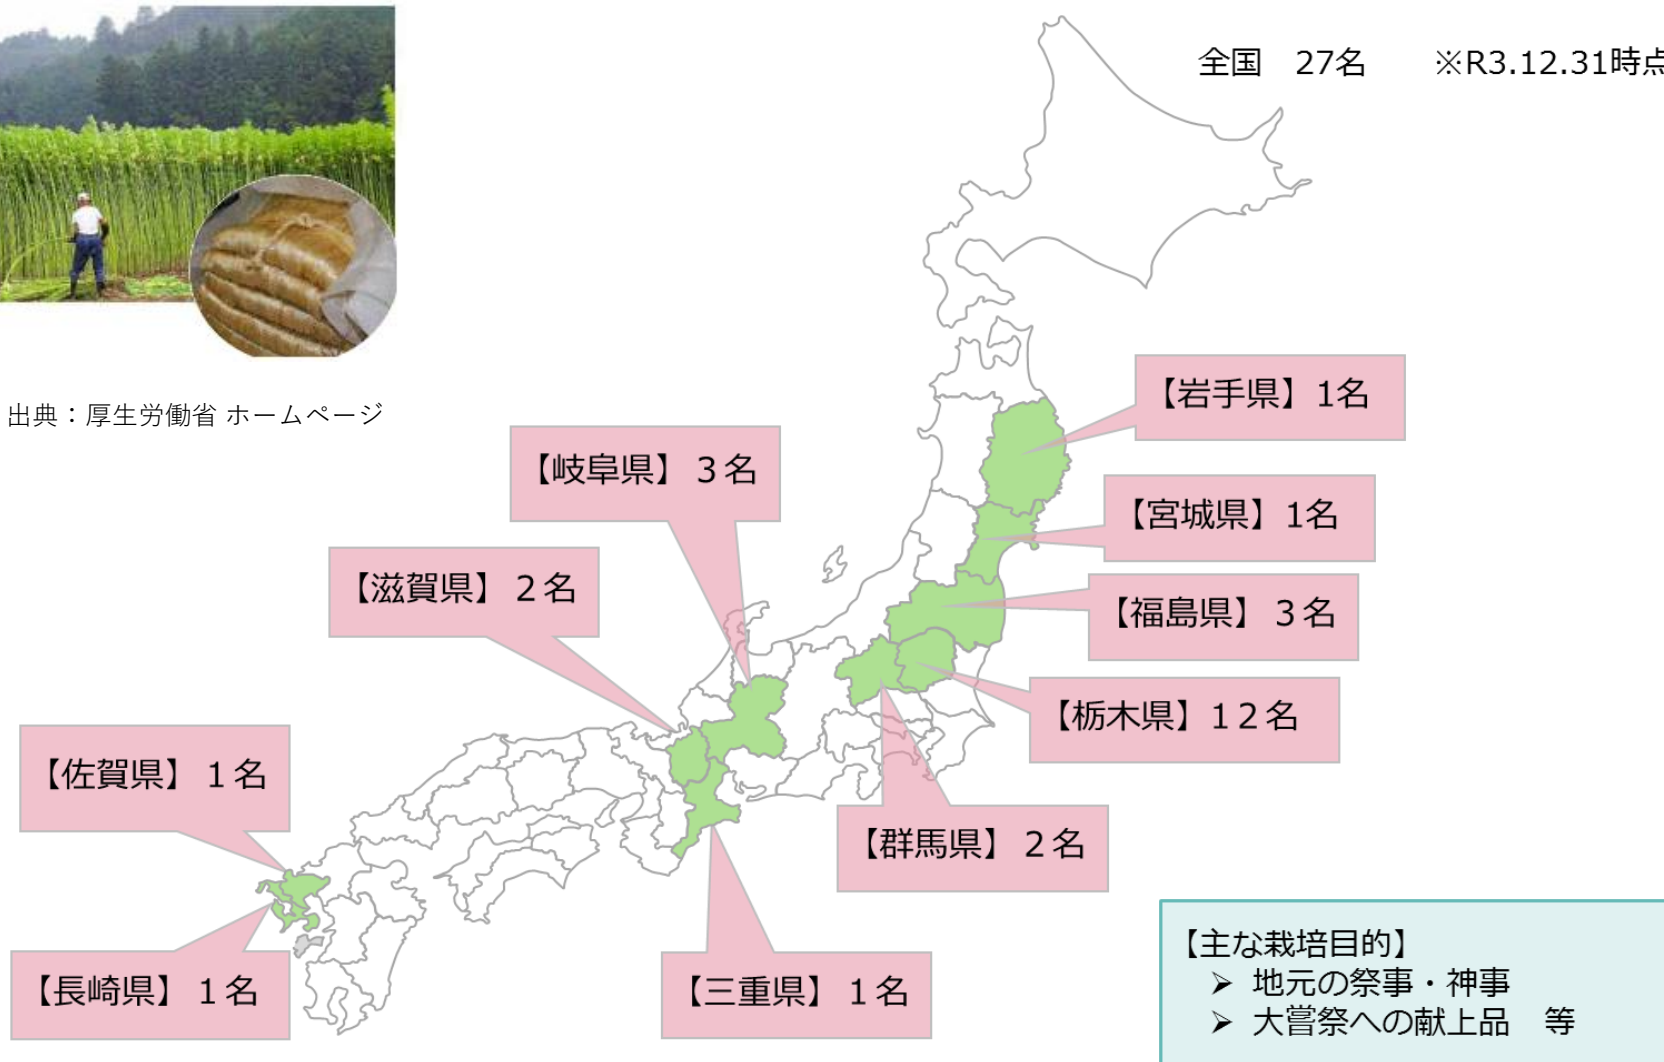 全国　27名　　※R3.12.31時点
出典：厚生労働省 ホームページ
【岩手県】1名
【岐阜県】３名
【宮城県】1名
【滋賀県】２名
【福島県】３名
【栃木県】１２名
【佐賀県】１名
【群馬県】２名
【長崎県】１名
【三重県】１名
【主な栽培目的】
➢ 地元の祭事・神事
➢ 大嘗祭への献上品　等